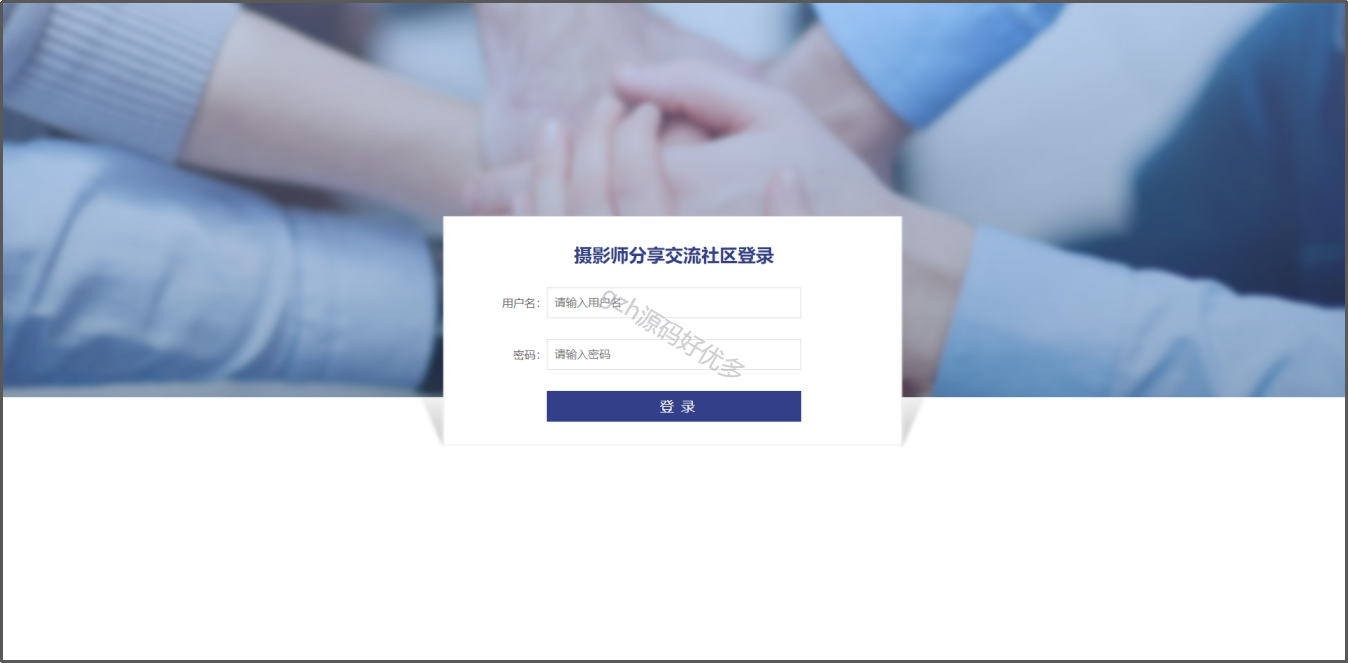 摄影师分享交流社区登录
用户名：
请输入用户名
gzh源码好优多
密码：
请输入密码
登 录